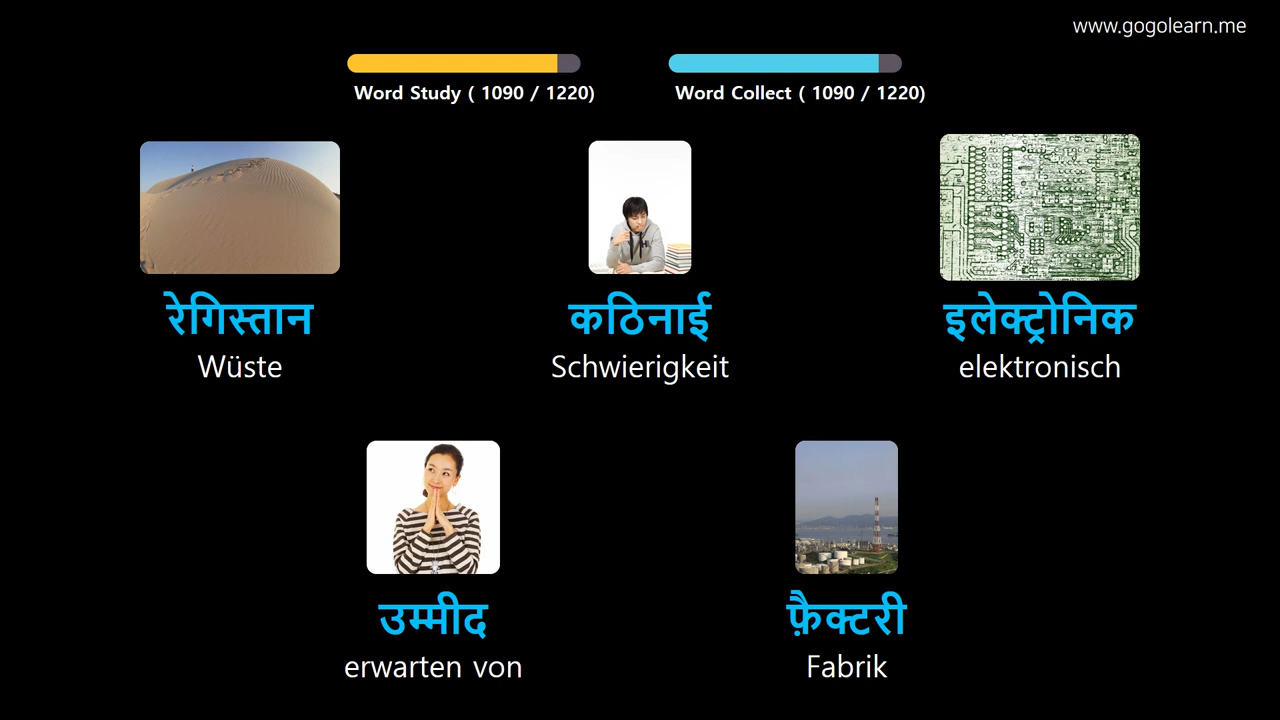 www.gogolearn.me
Word Study ( 1090 / 1220)
Word Collect ( 1090 / 1220)
रेगिस्तान
Wüste
कठिनाई
Schwierigkeit
इलेक्ट्रोनिक
elektronisch
उम्मीद
erwarten von
फ़ैक्टरी
Fabrik